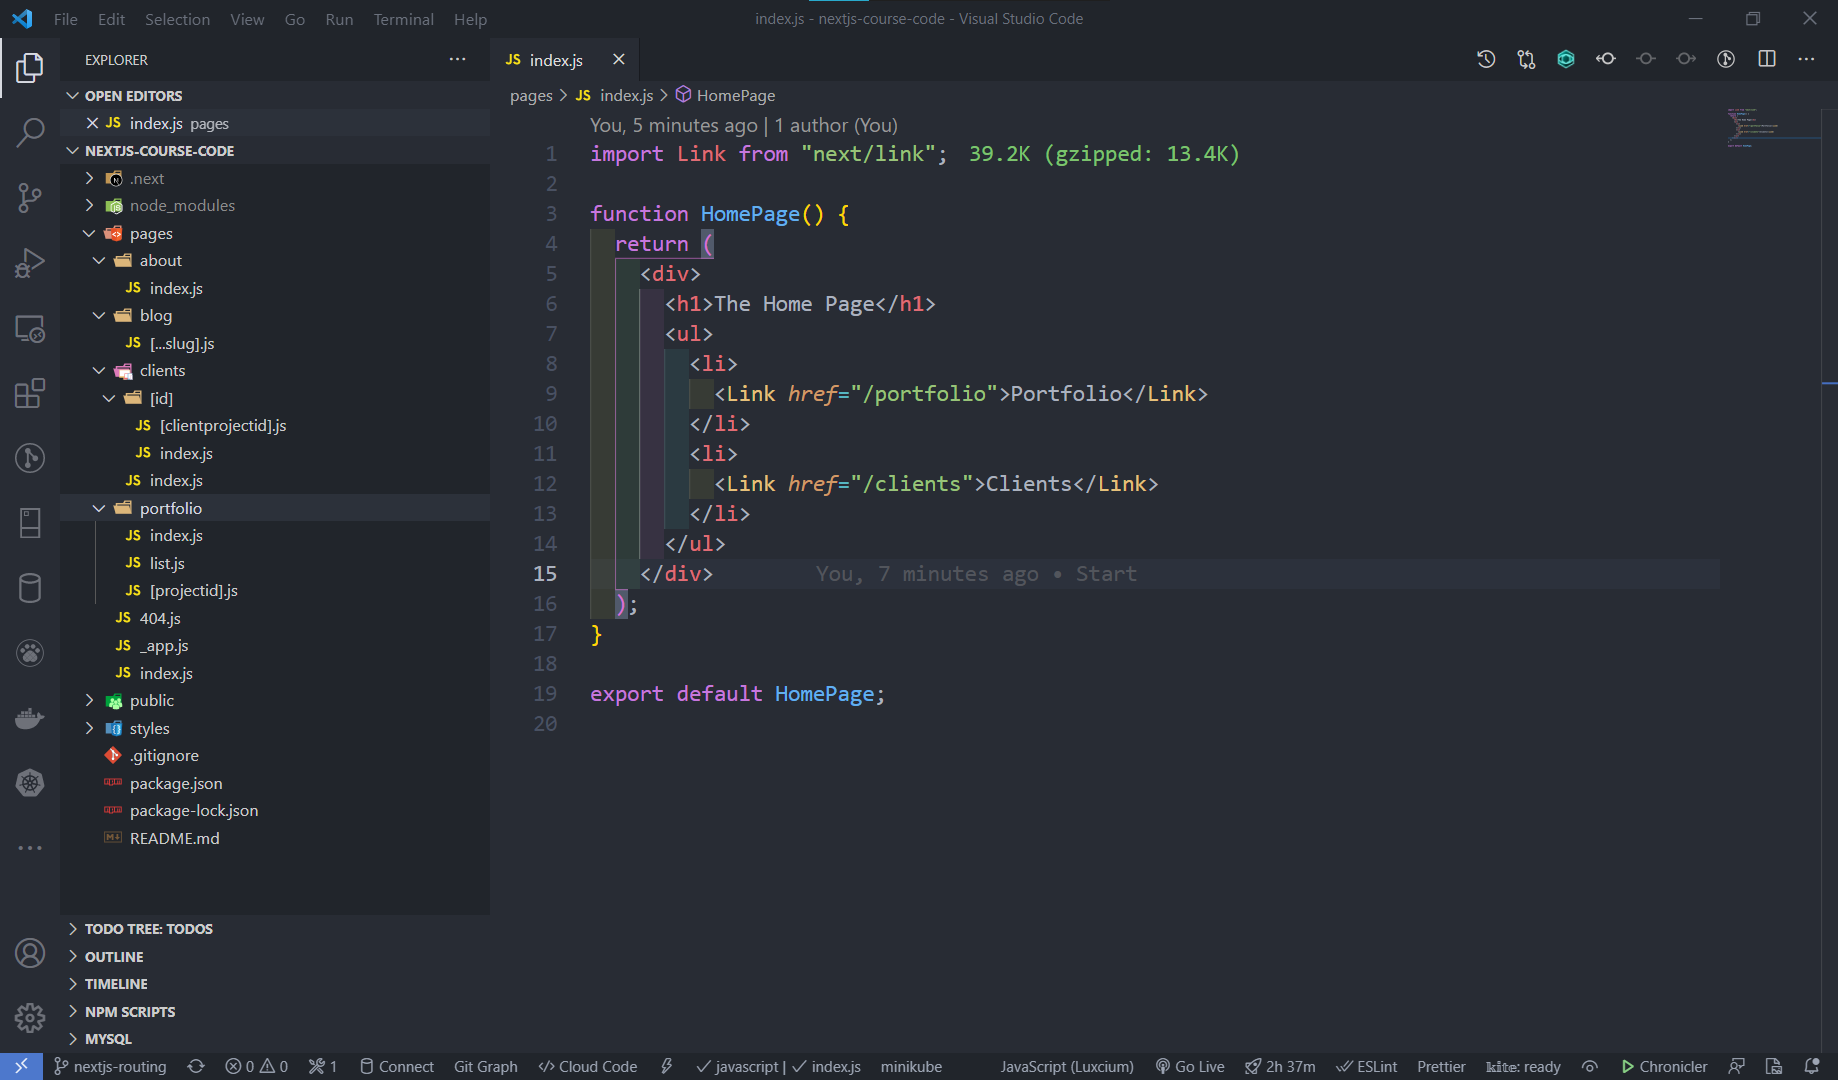 File Edit Selection View Go Run Terminal Help
index.js - nextjs-course-code - Visual Studio Code
EXPLORER
OPEN EDITORS
JS index.js pages
NEXTJS-COURSE-CODE
.next
node_modules
pages
about
JS index.js
blog
JS [...slug].js
clients
[id]
JS [clientprojectid].js
JS index.js
JS index.js
portfolio
JS index.js
JS list.js
JS [projectid].js
JS 404.js
JS _app.js
JS index.js
public
styles
.gitignore
package.json
package-lock.json
README.md
TODO TREE: TODOS
OUTLINE
TIMELINE
NPM SCRIPTS
MYSQL
JS index.js
pages > JS index.js > HomePage
You, 5 minutes ago | 1 author (You)
1 import Link from "next/link"; 39.2K (gzipped: 13.4K)
2
3 function HomePage() {
4 return (
5 <div>
6 <h1>The Home Page</h1>
7 <ul>
8 <li>
9 <Link href="/portfolio">Portfolio</Link>
10 </li>
11 <li>
12 <Link href="/clients">Clients</Link>
13 </li>
14 </ul>
15 </div> You, 7 minutes ago • Start
16 );
17 }
18
19 export default HomePage;
20
nextjs-routing 0 0 1 Connect Git Graph </> Cloud Code ✓ javascript | ✓ index.js minikube JavaScript (Luxcium) Go Live 2h 37m ESLint Prettier kite: ready Chronicler